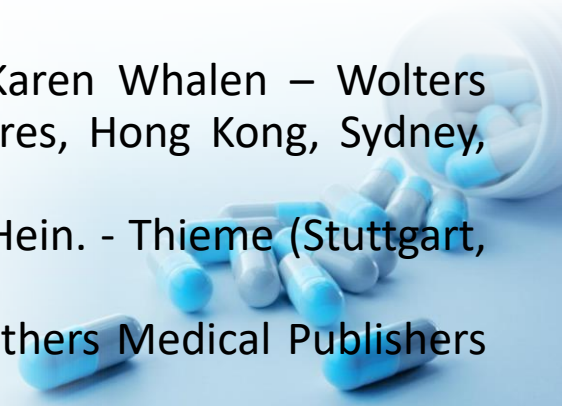 Karen Whalen – Wolters
res, Hong Kong, Sydney,
Hein. - Thieme (Stuttgart,
thers Medical Publishers